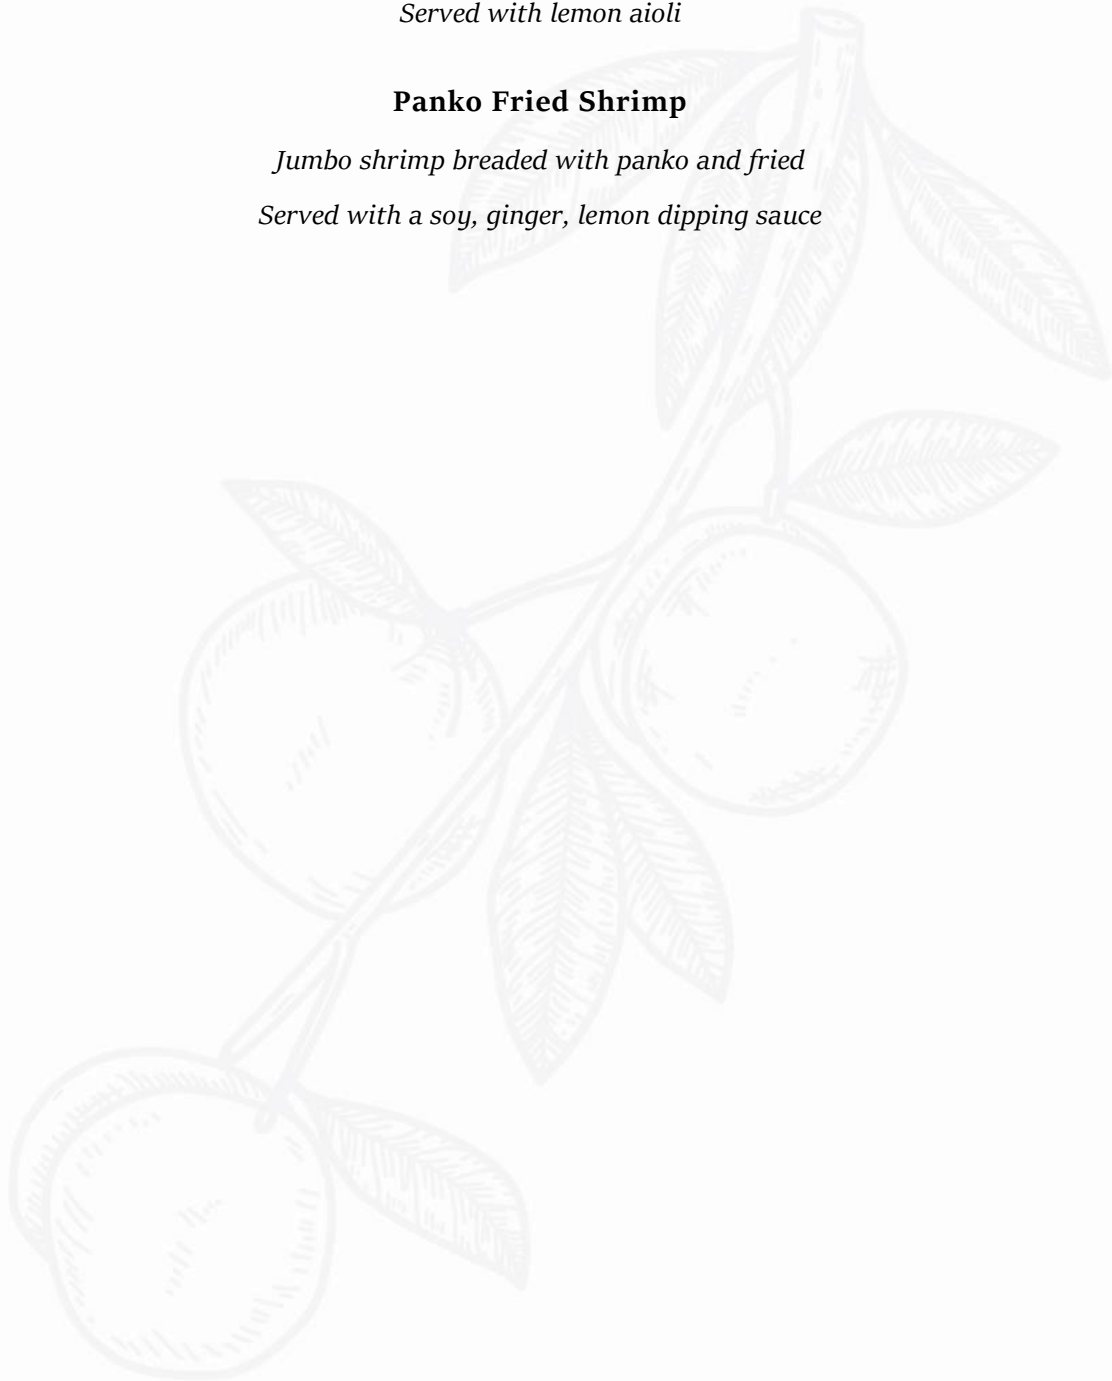 Served with lemon aioli
Panko Fried Shrimp
Jumbo shrimp breaded with panko and fried
Served with a soy, ginger, lemon dipping sauce